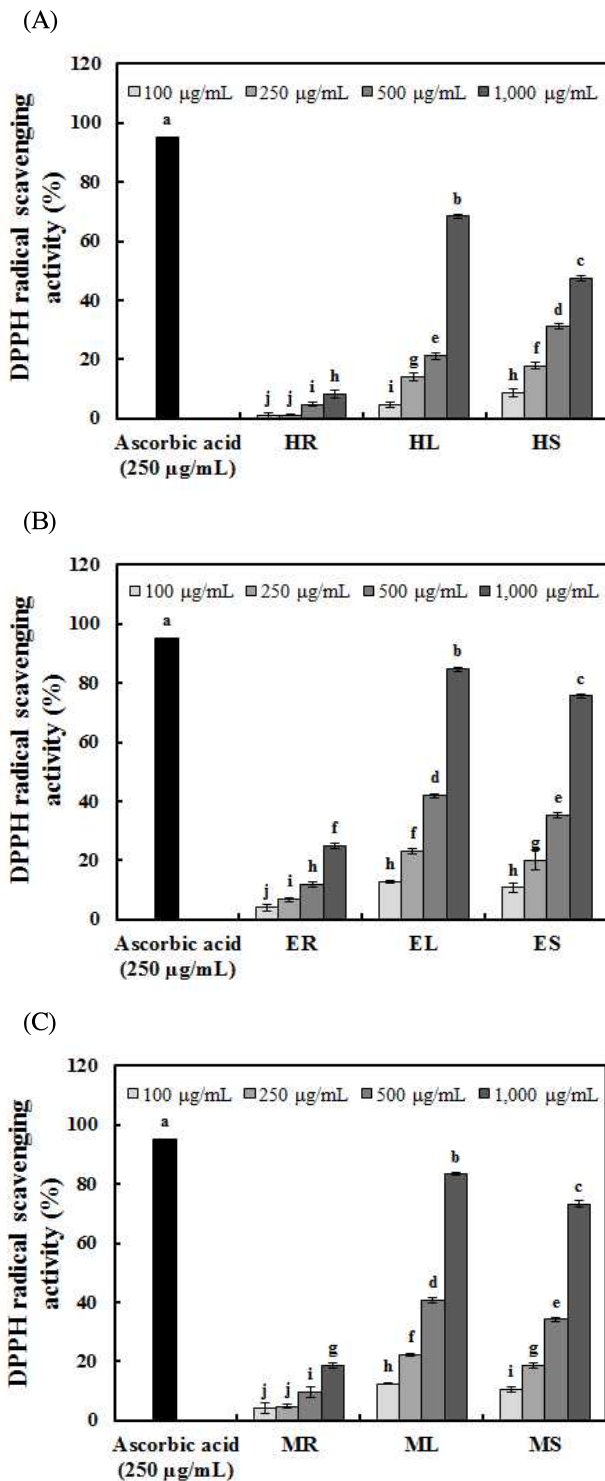 (A)
DPPH radical scavenging
activity (%)
120
100
80
60
40
20
0
100 μg/mL 250 μg/mL 500 μg/mL 1,000 μg/mL
a
j j i h
i g e b
h f d c
Ascorbic acid
(250 μg/mL)
HR HL HS
(B)
DPPH radical scavenging
activity (%)
120
100
80
60
40
20
0
100 μg/mL 250 μg/mL 500 μg/mL 1,000 μg/mL
a
j i h f
h f d b
h g e c
Ascorbic acid
(250 μg/mL)
ER EL ES
(C)
DPPH radical scavenging
activity (%)
120
100
80
60
40
20
0
100 μg/mL 250 μg/mL 500 μg/mL 1,000 μg/mL
a
j j i g
h f d b
i g e c
Ascorbic acid
(250 μg/mL)
MR ML MS